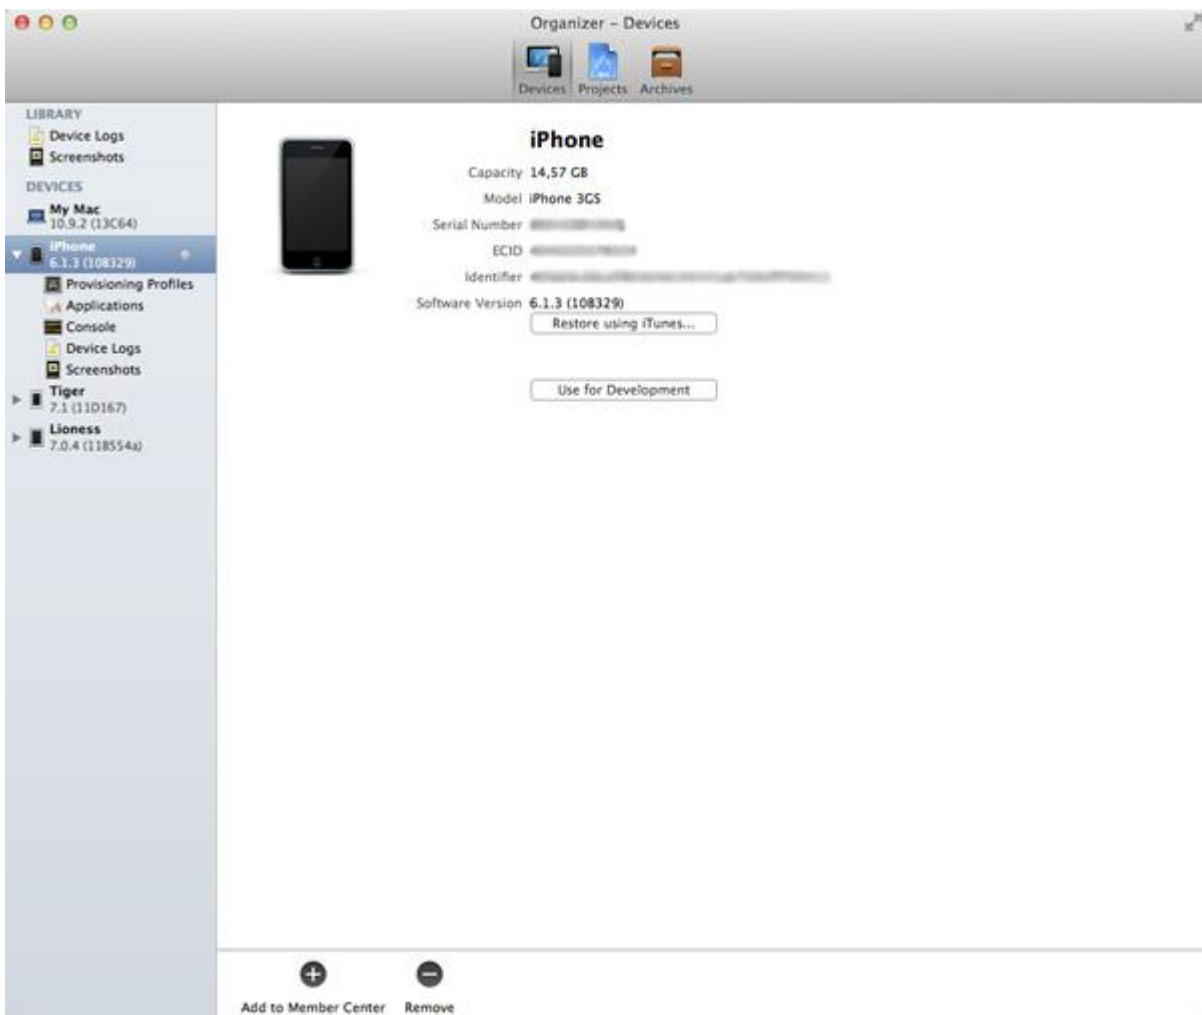 Organizer – Devices
Devices Projects Archives
LIBRARY
Device Logs
Screenshots
DEVICES
My Mac
10.9.2 (13C64)
iPhone
6.1.3 (10B329)
Provisioning Profiles
Applications
Console
Device Logs
Screenshots
Tiger
7.1 (11D167)
Lioness
7.0.4 (11B554a)
iPhone
Capacity 14,57 GB
Model iPhone 3GS
Serial Number
ECID
Identifier
Software Version 6.1.3 (10B329)
Restore using iTunes...
Use for Development
Add to Member Center Remove